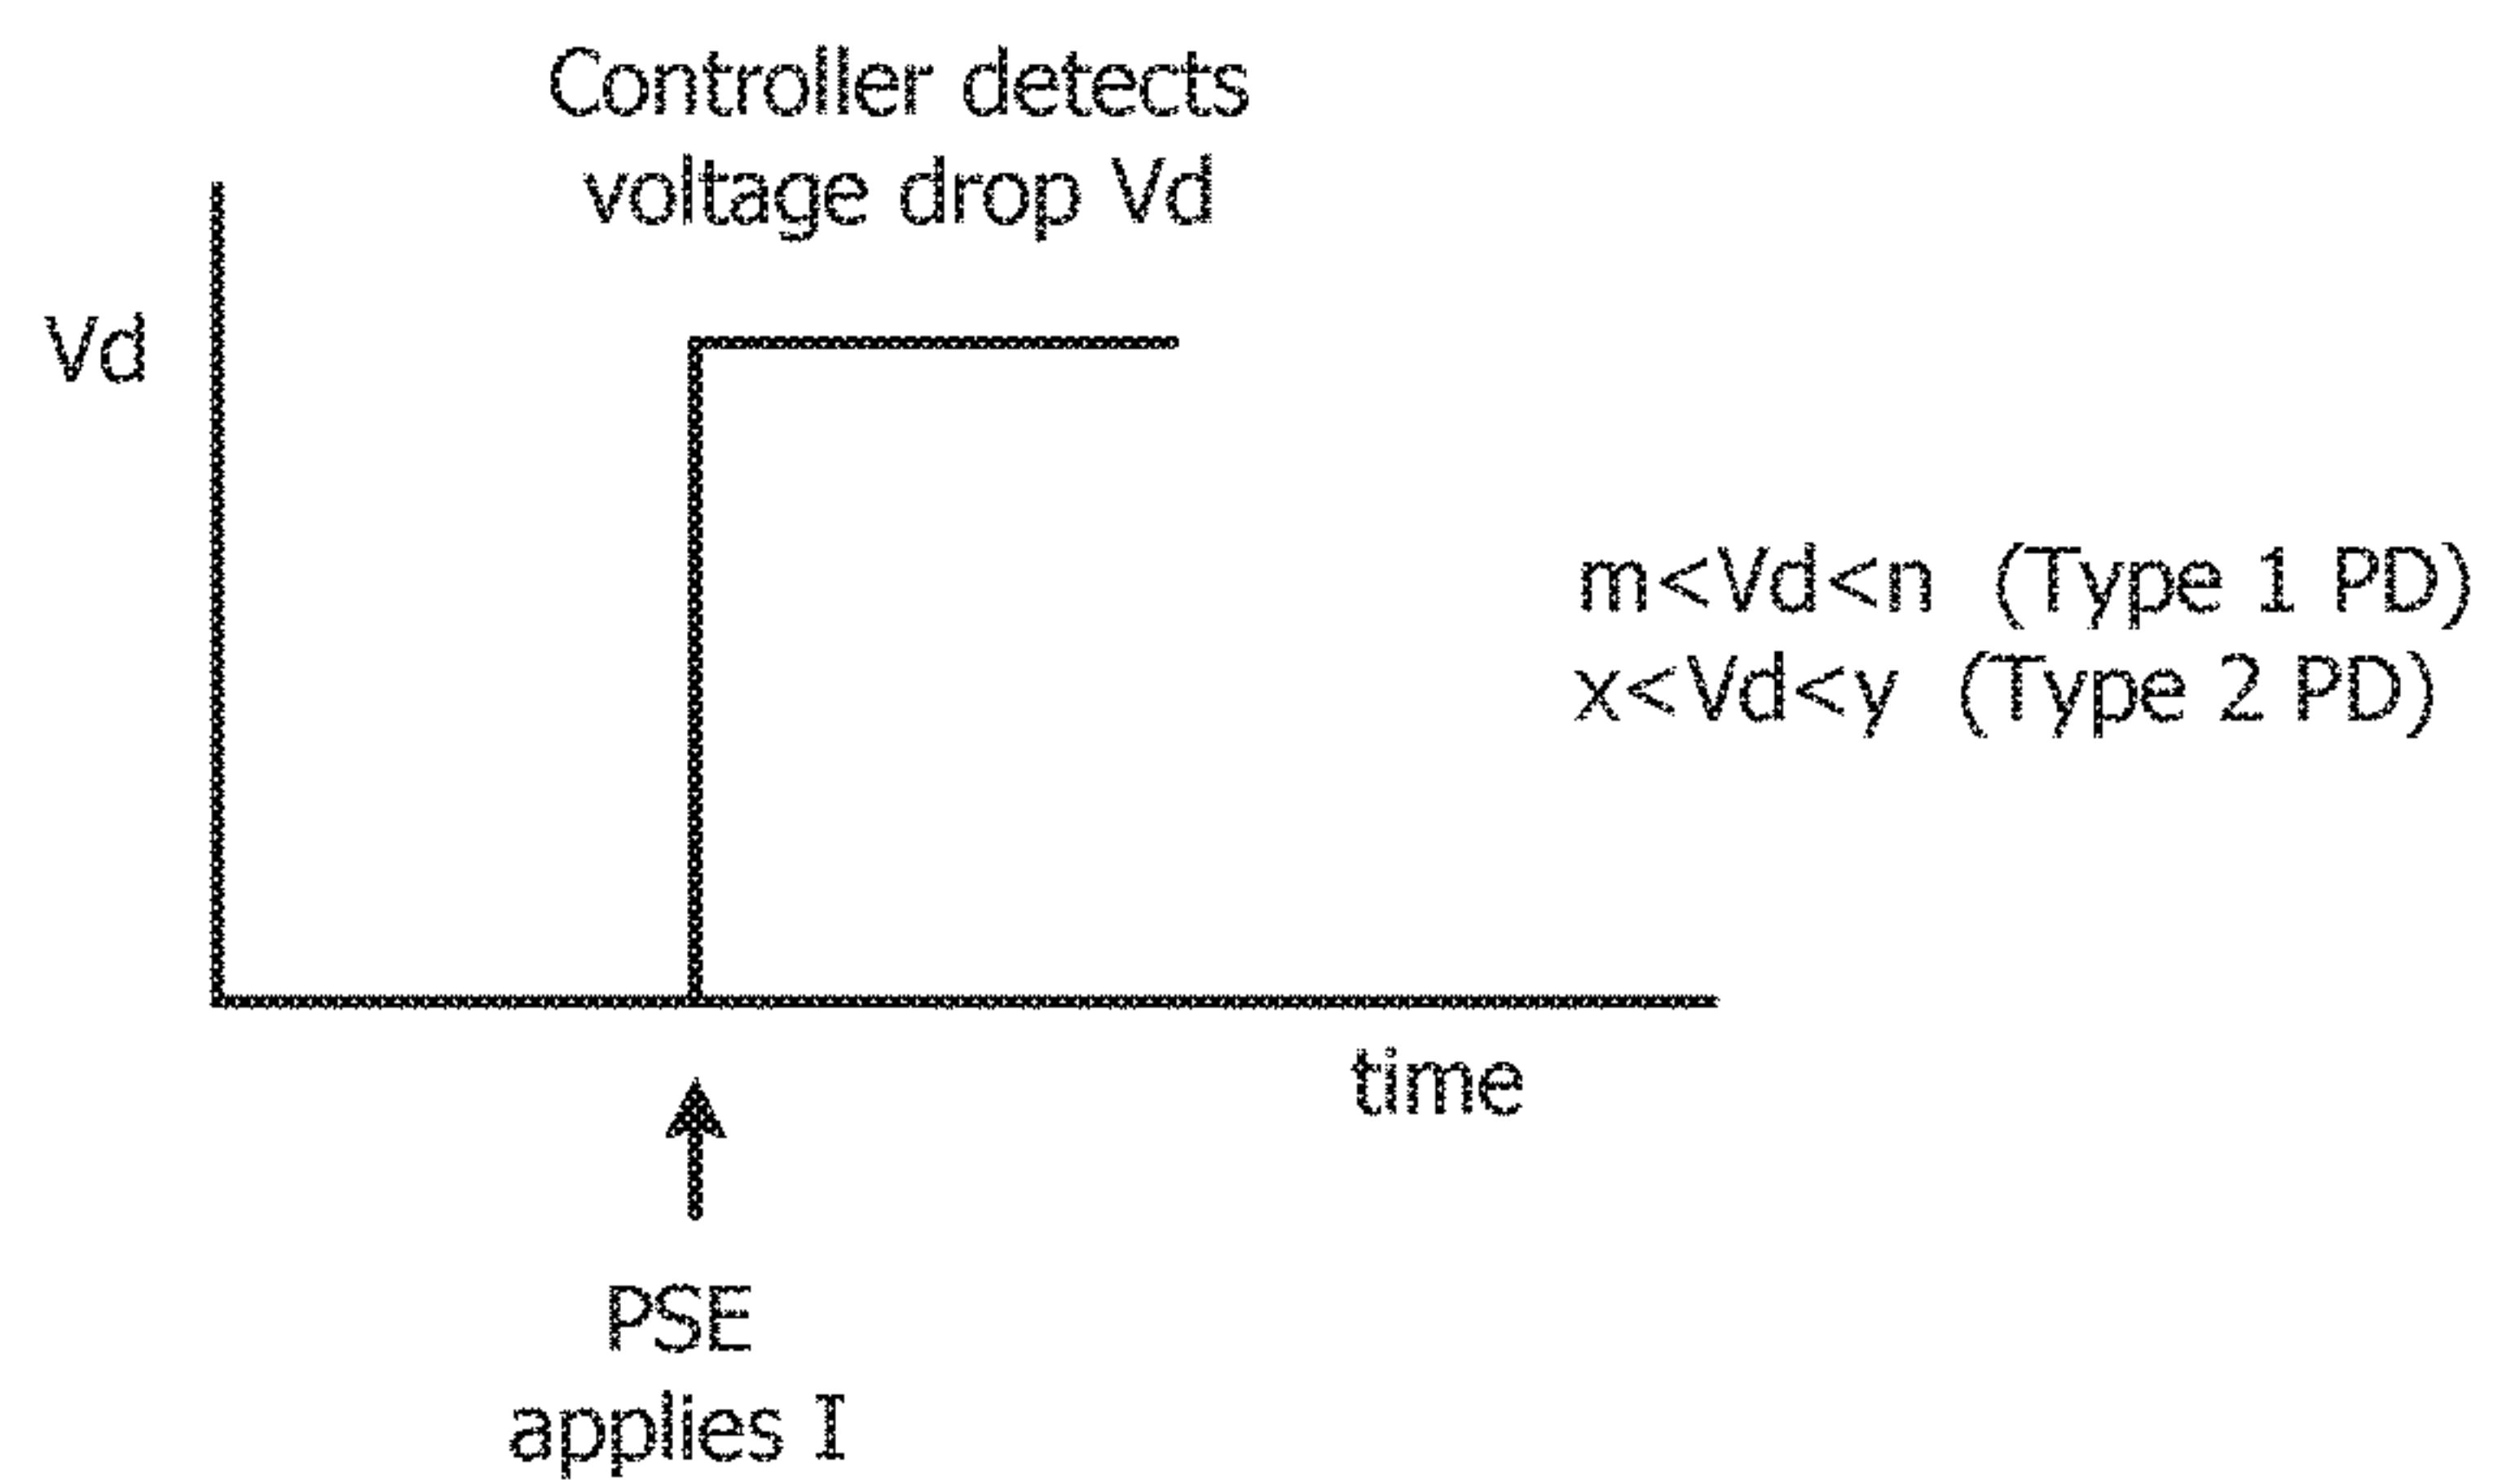 Controller detects
voltage drop Vd
Vd
m<Vd<n (Type 1 PD)
x<Vd<y (Type 2 PD)
time
PSE
applies I